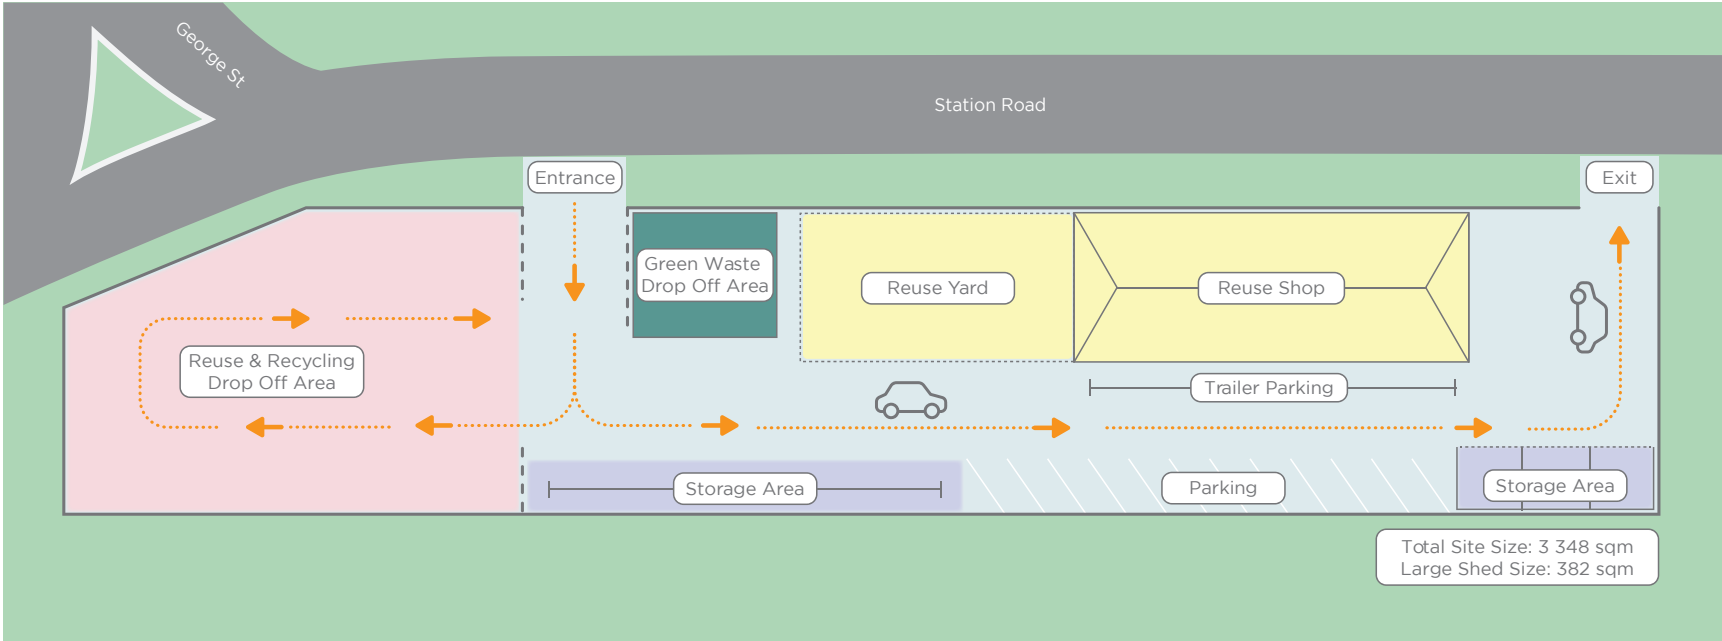 George St
Station Road
Entrance
Exit
Green Waste
Drop Off Area
Reuse Yard
Reuse Shop
Reuse & Recycling
Drop Off Area
Trailer Parking
Storage Area
Parking
Storage Area
Total Site Size: 3 348 sqm
Large Shed Size: 382 sqm